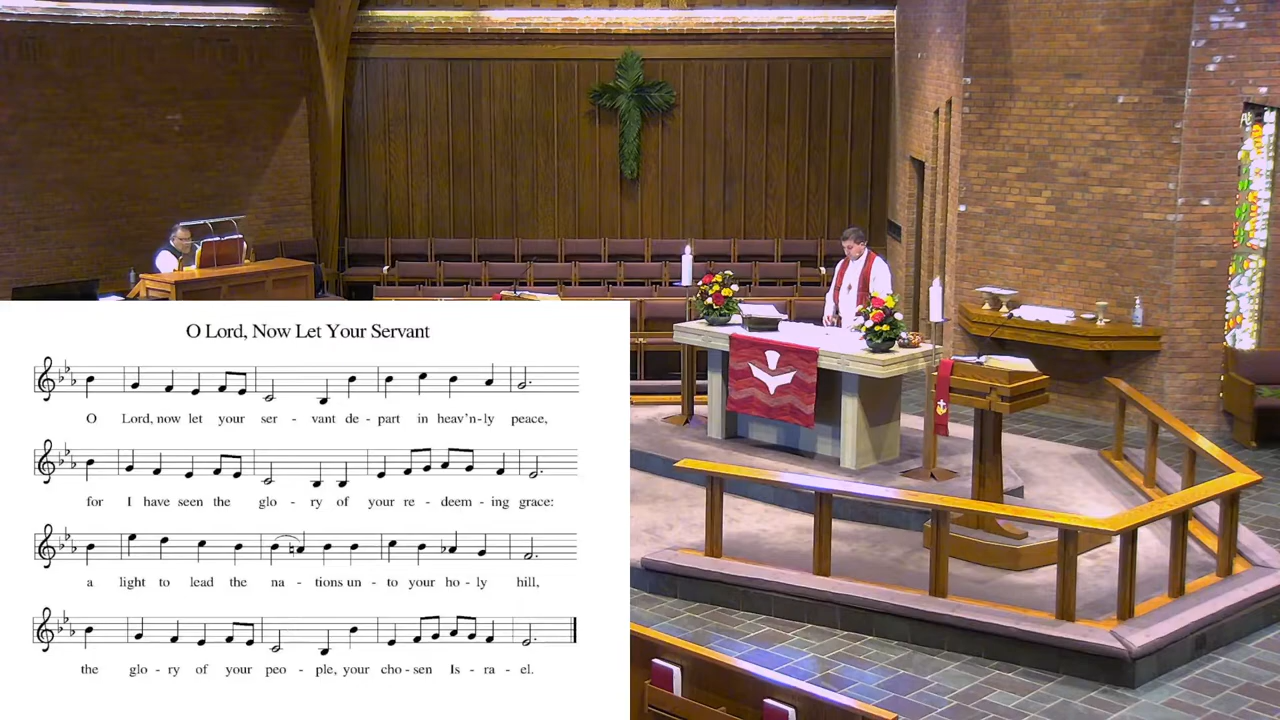 O Lord, Now Let Your Servant
O Lord, now let your ser - vant de - part in heav'n-ly peace,
for I have seen the glo - ry of your re - deem - ing grace:
a light to lead the na - tions un - to your ho - ly hill,
the glo - ry of your peo - ple, your cho - sen Is - ra - el.